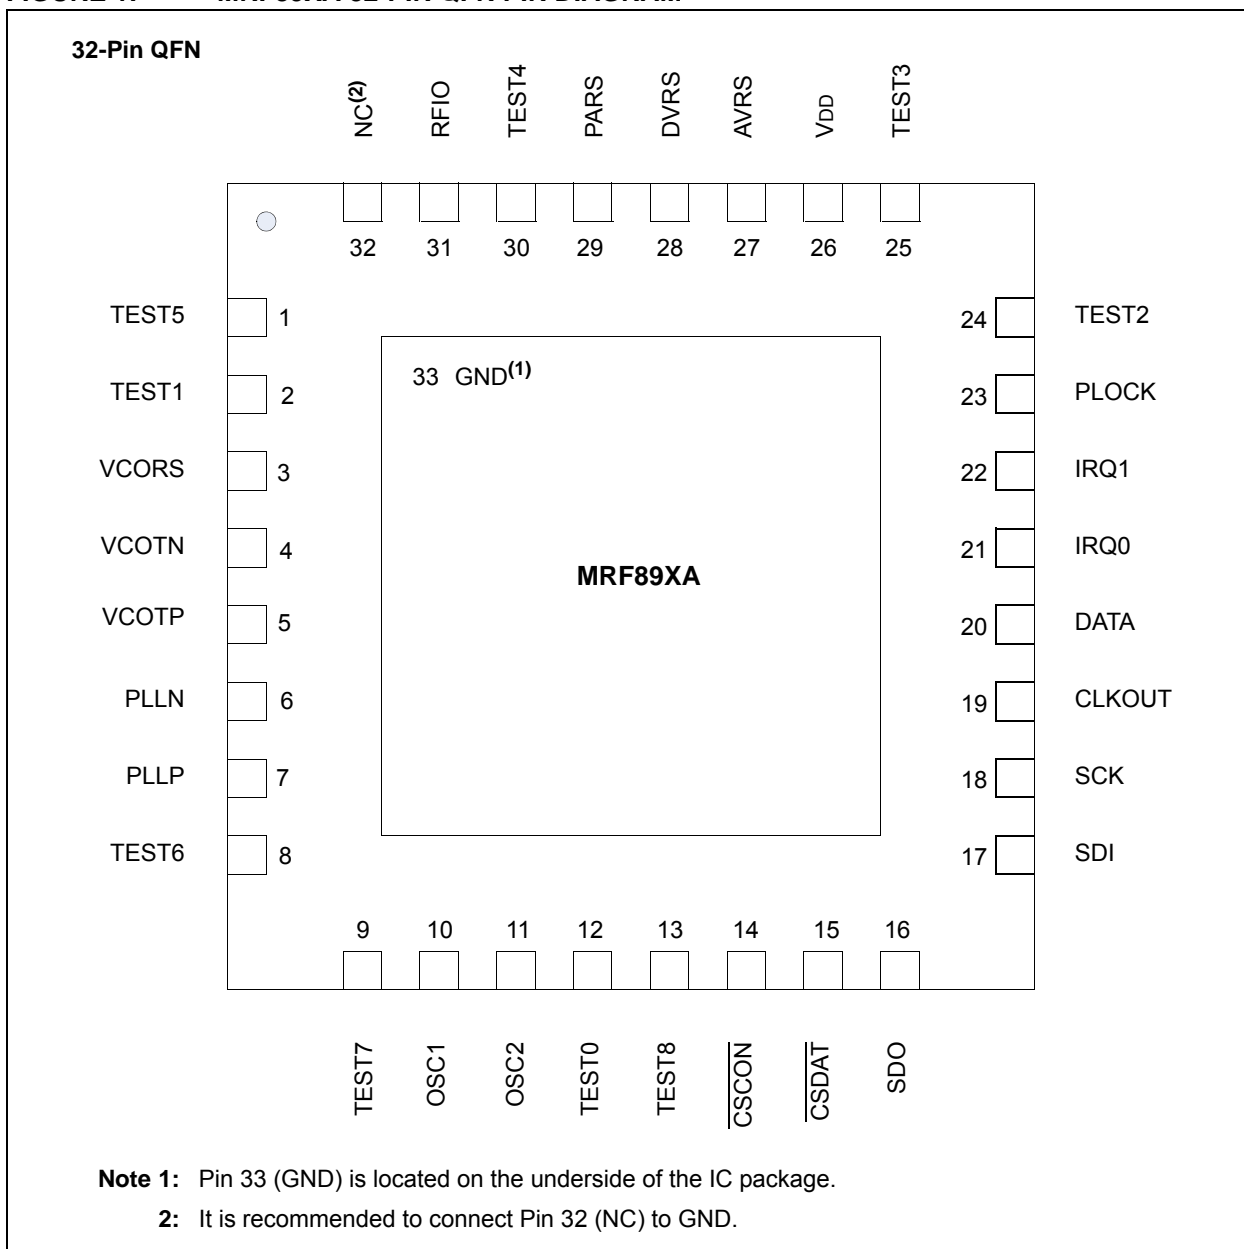 32-Pin QFN
NC(2) RFIO TEST4 PARS DVRS AVRS VDD TEST3
32 31 30 29 28 27 26 25
TEST5 1 24 TEST2
33 GND(1)
TEST1 2 23 PLOCK
VCORS 3 22 IRQ1
VCOTN 4 21 IRQ0
MRF89XA
VCOTP 5 20 DATA
PLLN 6 19 CLKOUT
PLLP 7 18 SCK
TEST6 8 17 SDI
9 10 11 12 13 14 15 16
TEST7 OSC1 OSC2 TEST0 TEST8 CSCON CSDAT SDO
Note 1: Pin 33 (GND) is located on the underside of the IC package.
2: It is recommended to connect Pin 32 (NC) to GND.